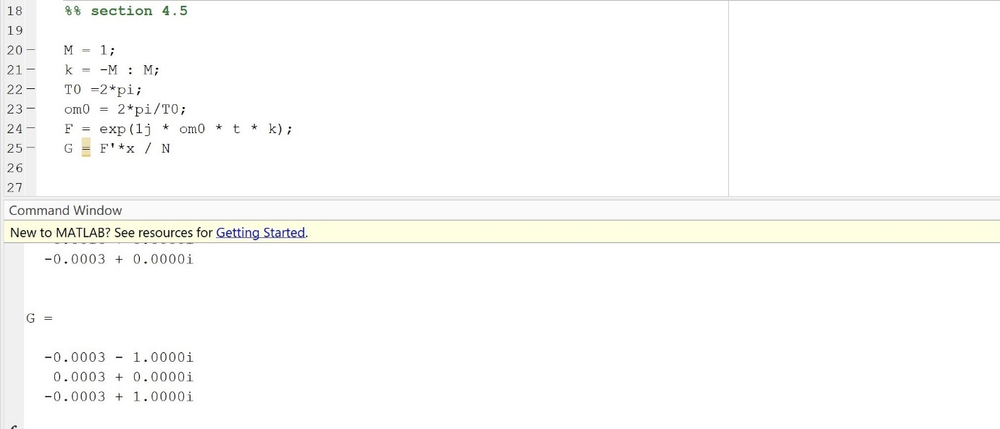 18 %% section 4.5
19
20 − M = 1;
21 − k = -M : M;
22 − T0 =2*pi;
23 − om0 = 2*pi/T0;
24 − F = exp(1j * om0 * t * k);
25 − G = F'*x / N
26
27
Command Window
New to MATLAB? See resources for Getting Started.
-0.0003 + 0.0000i
G =
-0.0003 - 1.0000i
0.0003 + 0.0000i
-0.0003 + 1.0000i